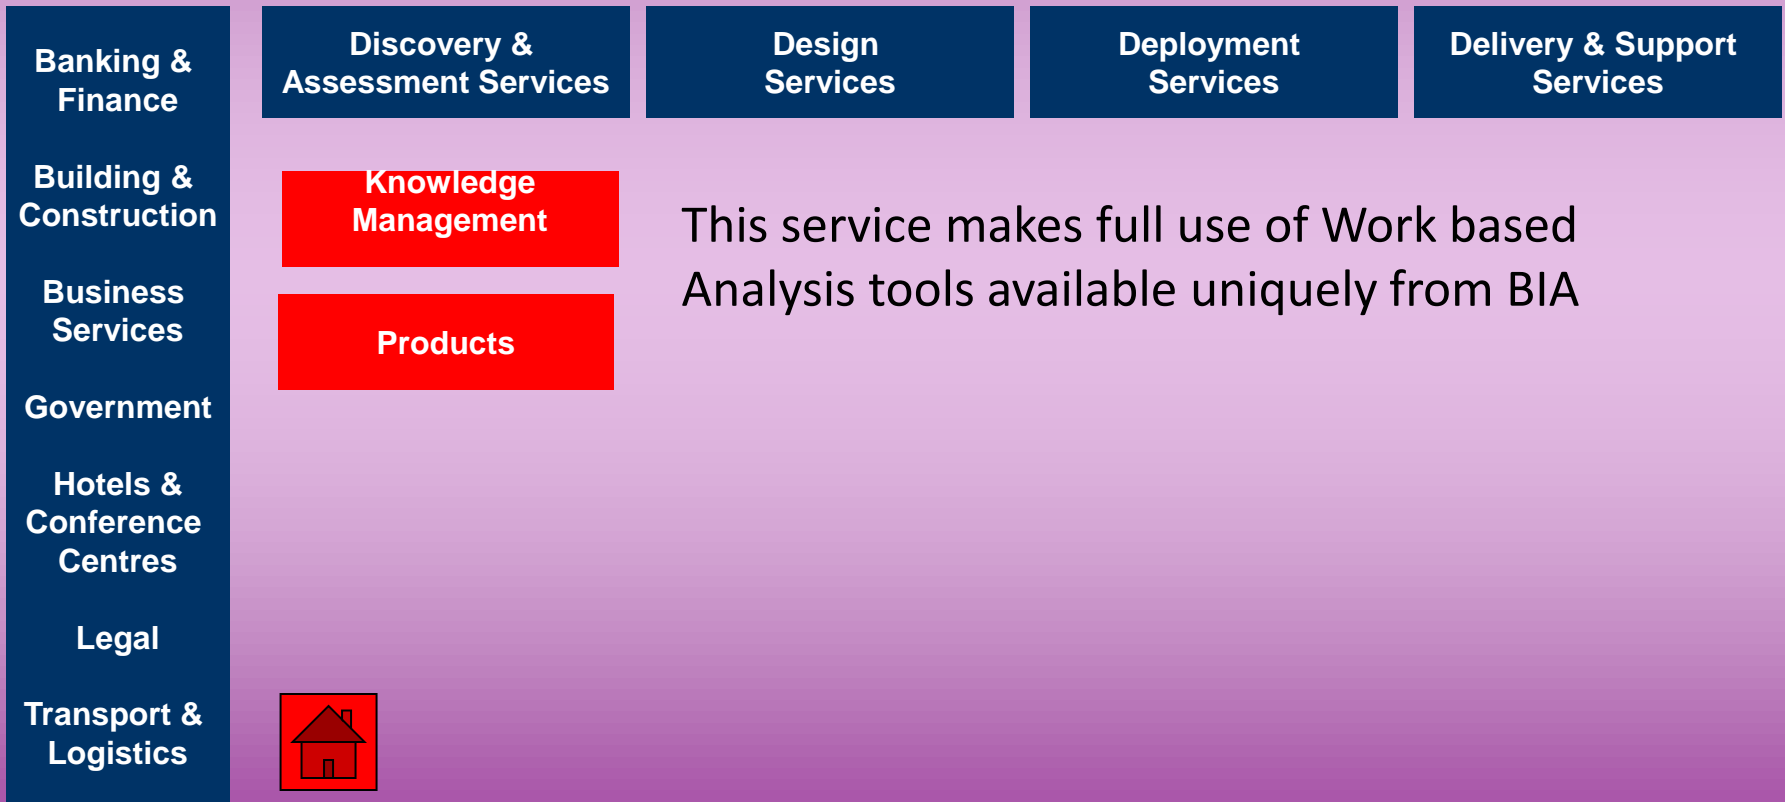 Banking &
Finance
Building &
Construction
Business
Services
Government
Hotels &
Conference
Centres
Legal
Transport &
Logistics
Discovery &
Assessment Services
Design
Services
Deployment
Services
Delivery & Support
Services
Knowledge
Management
Products
This service makes full use of Work based
Analysis tools available uniquely from BIA